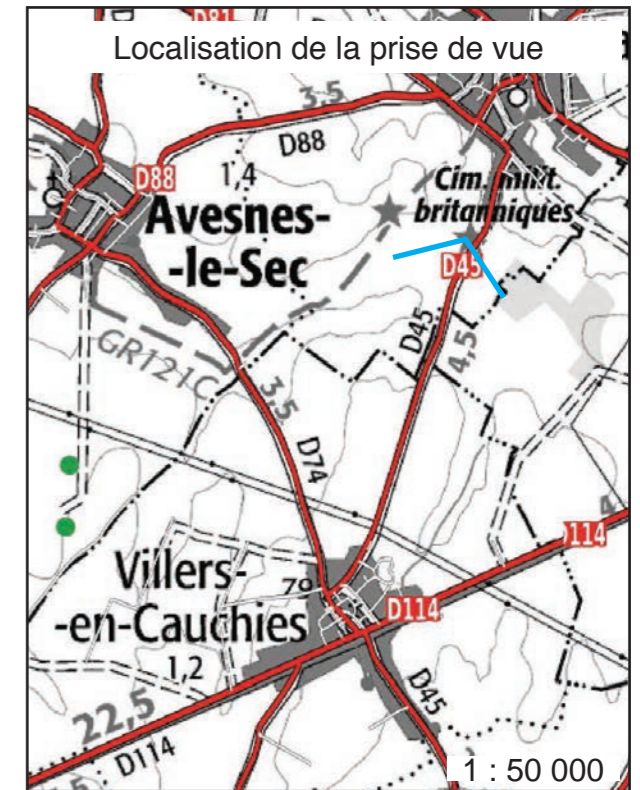 D81
Localisation de la prise de vue
3,5
D88
D88
1,4
Cim. milit.
britanniques
Avesnes-
-le-Sec
D45
D45
4,5
GR121C
3,5
D74
4
D114
Villers-
-en-Cauchies
79
D114
1,2
D45
22,5
D114
1 : 50 000